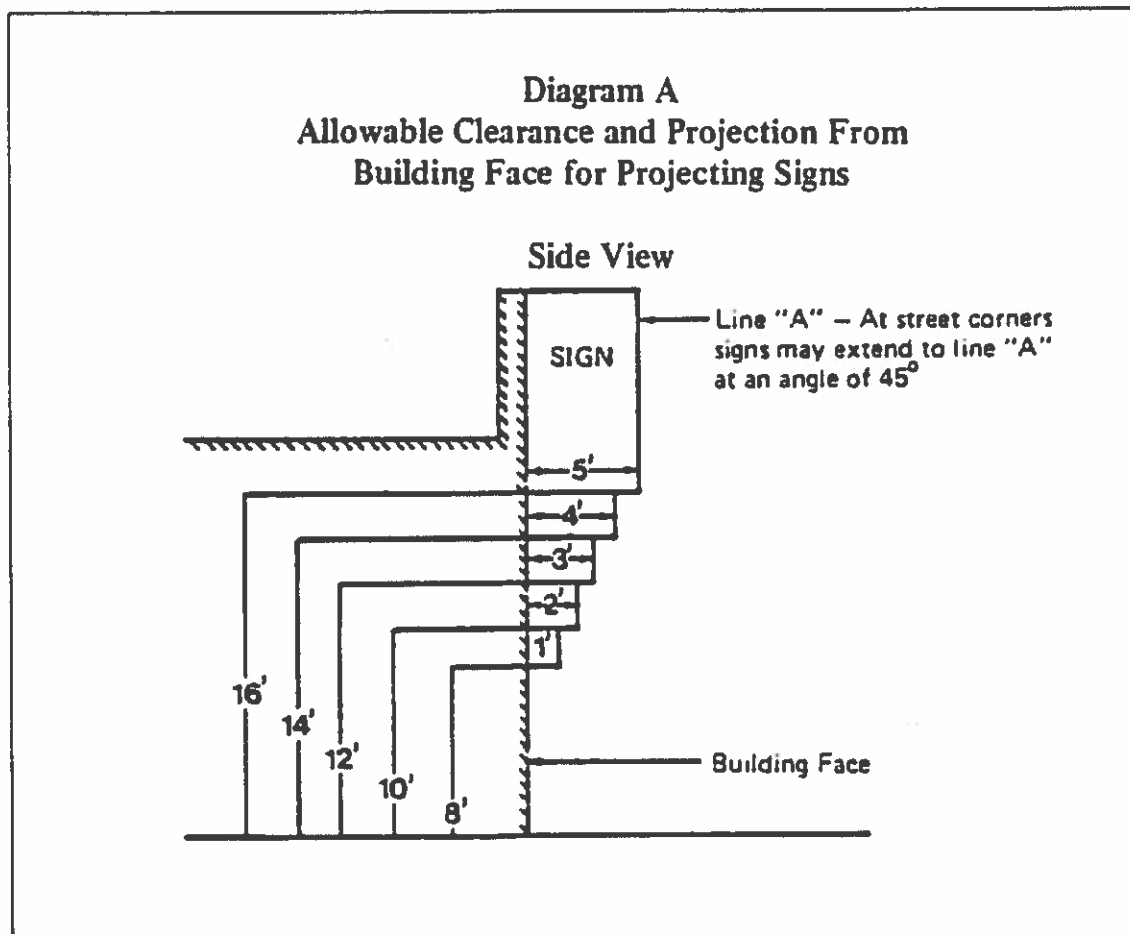 Diagram A
Allowable Clearance and Projection From
Building Face for Projecting Signs
Side View
Line "A" – At street corners
signs may extend to line "A"
at an angle of 45°
SIGN
5'
4'
3'
2'
1'
16'
14'
12'
10'
8'
Building Face